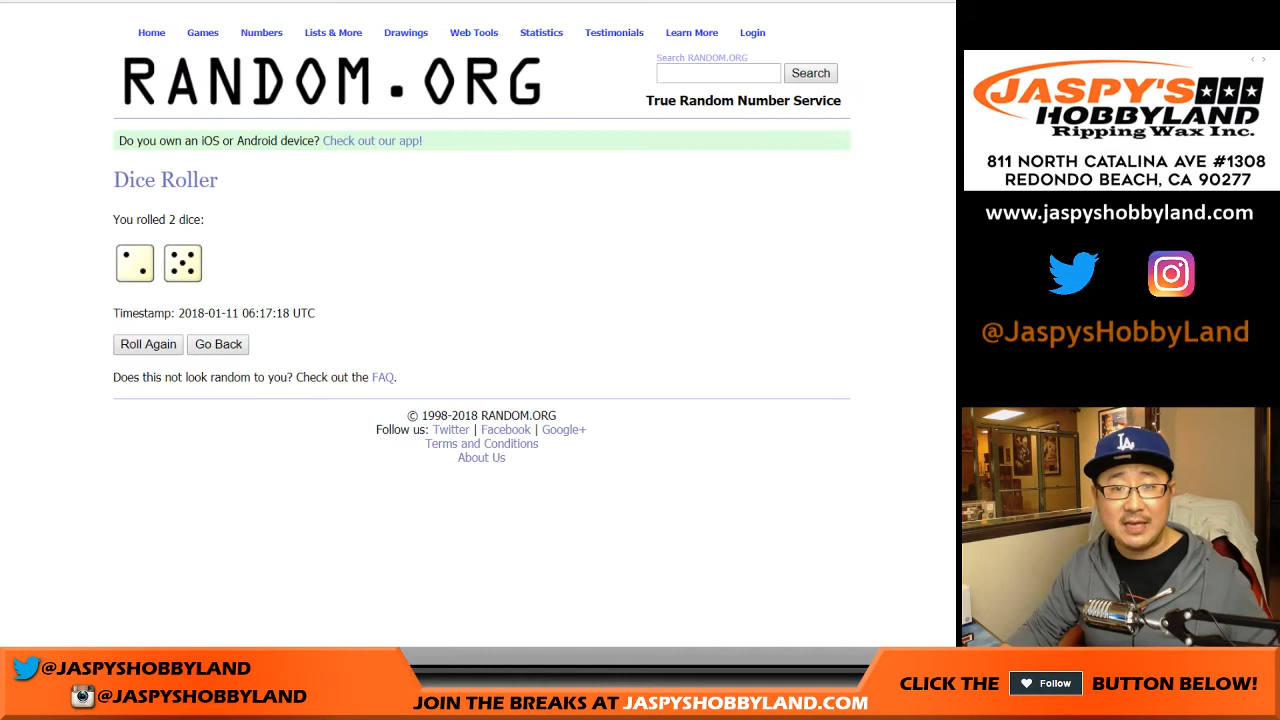 Home Games Numbers Lists & More Drawings Web Tools Statistics Testimonials Learn More Login
RANDOM.ORG
Search RANDOM.ORG
Search
True Random Number Service
Do you own an iOS or Android device? Check out our app!
Dice Roller
You rolled 2 dice:
Timestamp: 2018-01-11 06:17:18 UTC
Roll Again Go Back
Does this not look random to you? Check out the FAQ.
© 1998-2018 RANDOM.ORG
Follow us: Twitter | Facebook | Google+
Terms and Conditions
About Us
JASPY'S
HOBBYLAND
Ripping Wax Inc.
811 NORTH CATALINA AVE #1308
REDONDO BEACH, CA 90277
www.jaspyshobbyland.com
@JaspysHobbyLand
LA
@JASPYSHOBBYLAND
@JASPYSHOBBYLAND
JOIN THE BREAKS AT JASPYSHOBBYLAND.COM
CLICK THE Follow BUTTON BELOW!